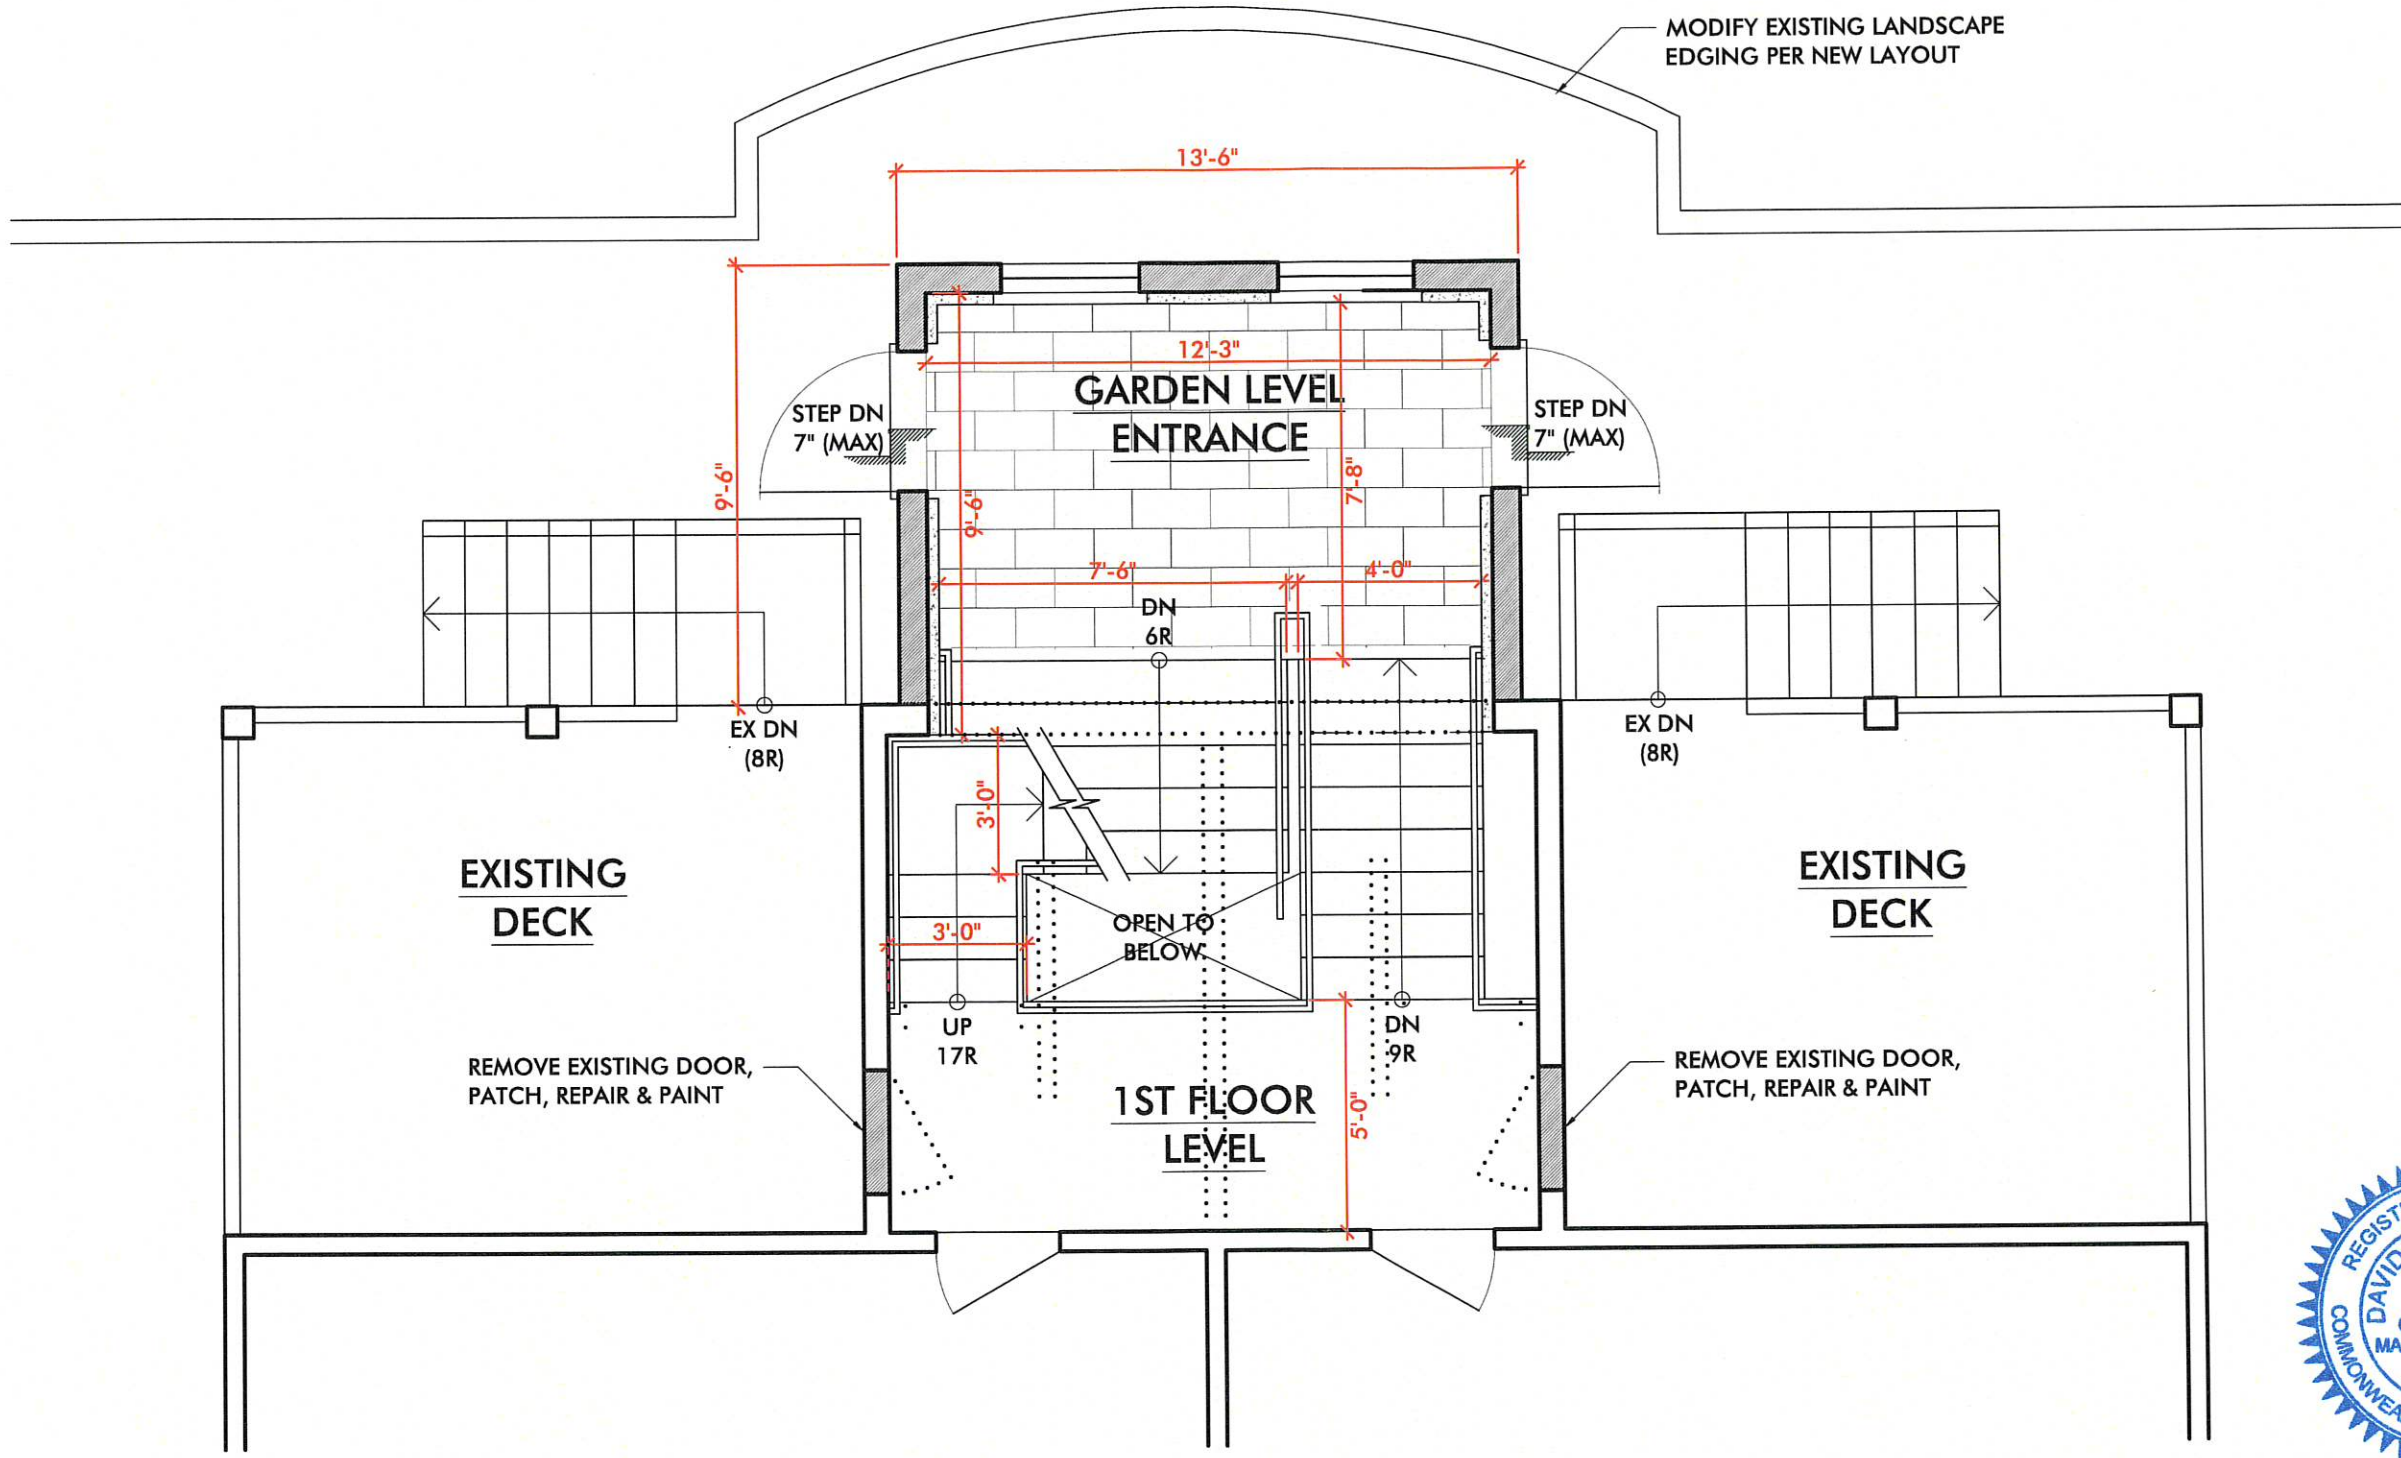 MODIFY EXISTING LANDSCAPE
EDGING PER NEW LAYOUT
13'-6"
12'-3"
GARDEN LEVEL
ENTRANCE
STEP DN
7" (MAX)
STEP DN
7" (MAX)
9'-6"
9'-6"
7'-8"
7'-6"
4'-0"
DN
6R
EX DN
(8R)
EX DN
(8R)
3'-0"
EXISTING
DECK
EXISTING
DECK
OPEN TO
BELOW
3'-0"
UP
17R
DN
9R
REMOVE EXISTING DOOR,
PATCH, REPAIR & PAINT
REMOVE EXISTING DOOR,
PATCH, REPAIR & PAINT
1ST FLOOR
LEVEL
5'-0"
DAVID